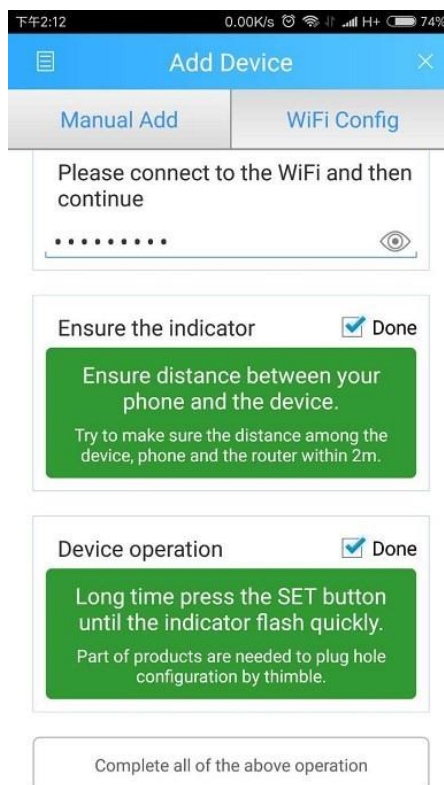 下午2:12 0.00K/s H+ 74%
Add Device
Manual Add WiFi Config
Please connect to the WiFi and then
continue
•••••••••
Ensure the indicator Done
Ensure distance between your
phone and the device.
Try to make sure the distance among the
device, phone and the router within 2m.
Device operation Done
Long time press the SET button
until the indicator flash quickly.
Part of products are needed to plug hole
configuration by thimble.
Complete all of the above operation